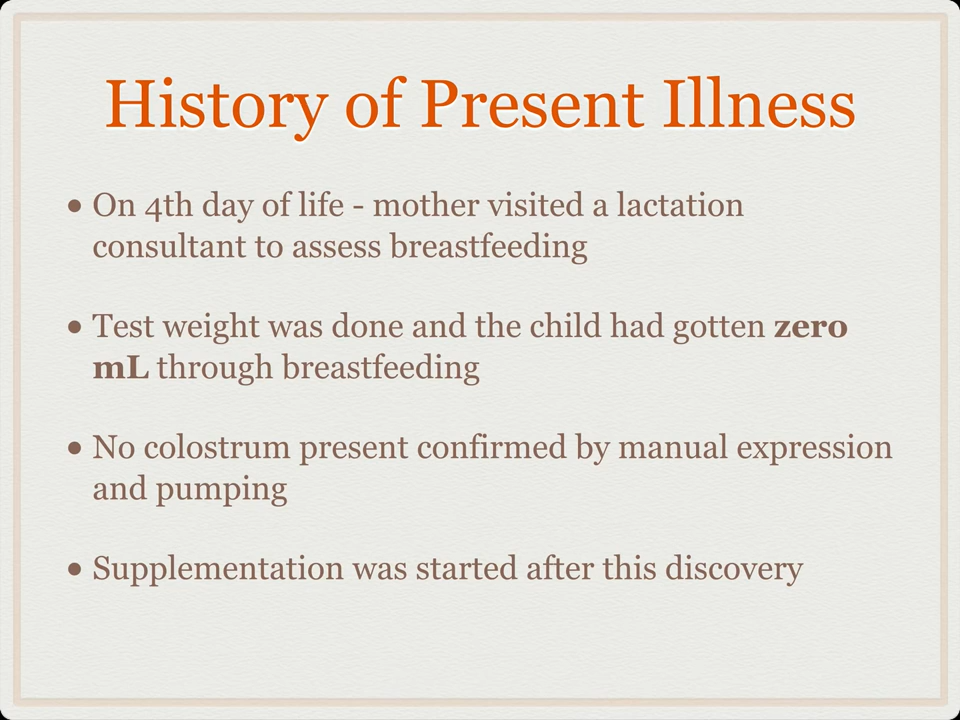 History of Present Illness
• On 4th day of life - mother visited a lactation
consultant to assess breastfeeding
• Test weight was done and the child had gotten zero
mL through breastfeeding
• No colostrum present confirmed by manual expression
and pumping
• Supplementation was started after this discovery